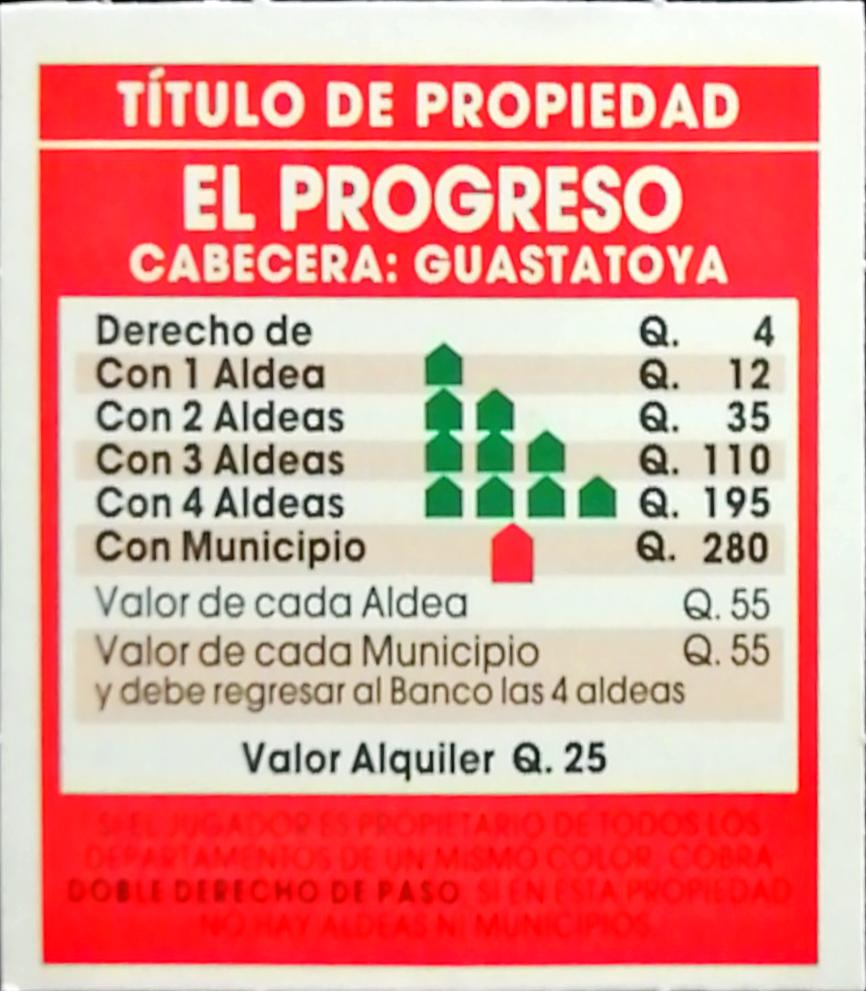 TÍTULO DE PROPIEDAD
EL PROGRESO
CABECERA: GUASTATOYA
Derecho de Q. 4
Con 1 Aldea Q. 12
Con 2 Aldeas Q. 35
Con 3 Aldeas Q. 110
Con 4 Aldeas Q. 195
Con Municipio Q. 280
Valor de cada Aldea Q. 55
Valor de cada Municipio Q. 55
y debe regresar al Banco las 4 aldeas
Valor Alquiler Q. 25
SI EL JUGADOR ES PROPIETARIO DE TODOS LOS
DEPARTAMENTOS DE UN MISMO COLOR, COBRA
DOBLE DERECHO DE PASO SI EN ESTA PROPIEDAD
NO HAY ALDEAS NI MUNICIPIOS.